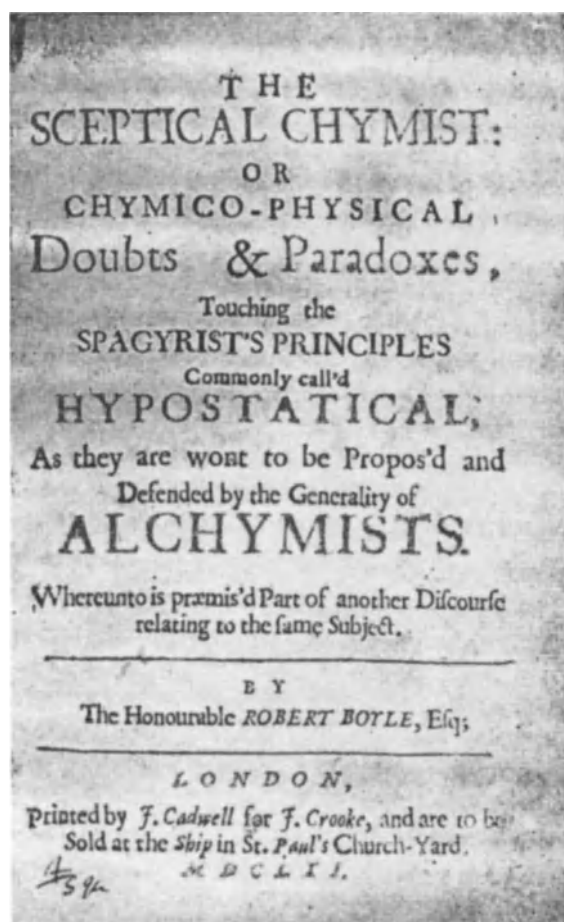 THE
SCEPTICAL CHYMIST:
OR
CHYMICO-PHYSICAL
Doubts & Paradoxes,
Touching the
SPAGYRIST'S PRINCIPLES
Commonly call'd
HYPOSTATICAL,
As they are wont to be Propos'd and
Defended by the Generality of
ALCHYMISTS.
Whereunto is præmis'd Part of another Diſcourſe
relating to the ſame Subject.
BY
The Honourable ROBERT BOYLE, Eſq;
LONDON,
Printed by J. Cadwell for J. Crooke, and are to be
Sold at the Ship in St. Paul's Church-Yard.